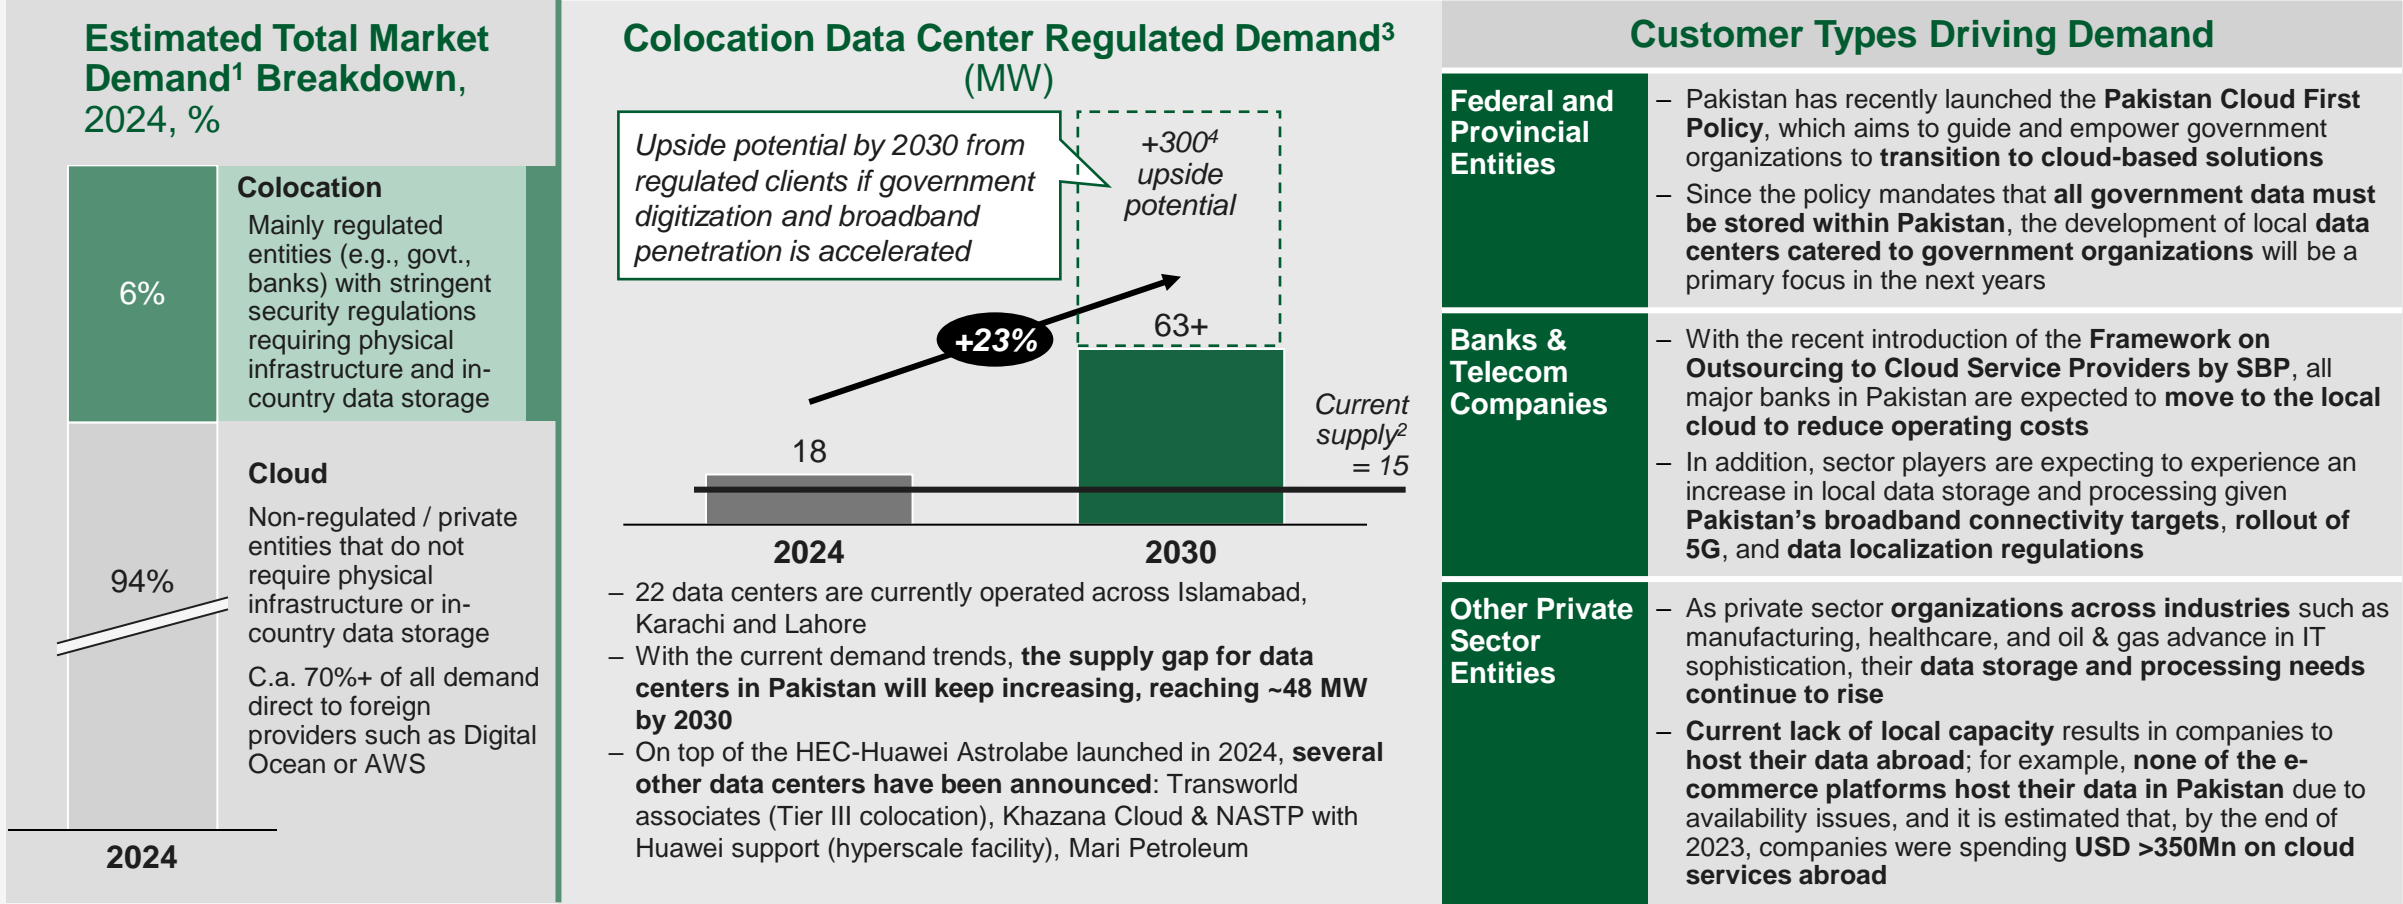 Estimated Total Market
Demand¹ Breakdown,
2024, %
6%
Colocation
Mainly regulated
entities (e.g., govt.,
banks) with stringent
security regulations
requiring physical
infrastructure and in-
country data storage
94%
Cloud
Non-regulated / private
entities that do not
require physical
infrastructure or in-
country data storage
C.a. 70%+ of all demand
direct to foreign
providers such as Digital
Ocean or AWS
2024
Colocation Data Center Regulated Demand³
(MW)
Upside potential by 2030 from
regulated clients if government
digitization and broadband
penetration is accelerated
+300⁴
upside
potential
+23%
63+
18
Current
supply²
= 15
2024
2030
– 22 data centers are currently operated across Islamabad,
Karachi and Lahore
– With the current demand trends, the supply gap for data
centers in Pakistan will keep increasing, reaching ~48 MW
by 2030
– On top of the HEC-Huawei Astrolabe launched in 2024, several
other data centers have been announced: Transworld
associates (Tier III colocation), Khazana Cloud & NASTP with
Huawei support (hyperscale facility), Mari Petroleum
Customer Types Driving Demand
Federal and
Provincial
Entities
– Pakistan has recently launched the Pakistan Cloud First
Policy, which aims to guide and empower government
organizations to transition to cloud-based solutions
– Since the policy mandates that all government data must
be stored within Pakistan, the development of local data
centers catered to government organizations will be a
primary focus in the next years
Banks &
Telecom
Companies
– With the recent introduction of the Framework on
Outsourcing to Cloud Service Providers by SBP, all
major banks in Pakistan are expected to move to the local
cloud to reduce operating costs
– In addition, sector players are expecting to experience an
increase in local data storage and processing given
Pakistan's broadband connectivity targets, rollout of
5G, and data localization regulations
Other Private
Sector
Entities
– As private sector organizations across industries such as
manufacturing, healthcare, and oil & gas advance in IT
sophistication, their data storage and processing needs
continue to rise
– Current lack of local capacity results in companies to
host their data abroad; for example, none of the e-
commerce platforms host their data in Pakistan due to
availability issues, and it is estimated that, by the end of
2023, companies were spending USD >350Mn on cloud
services abroad